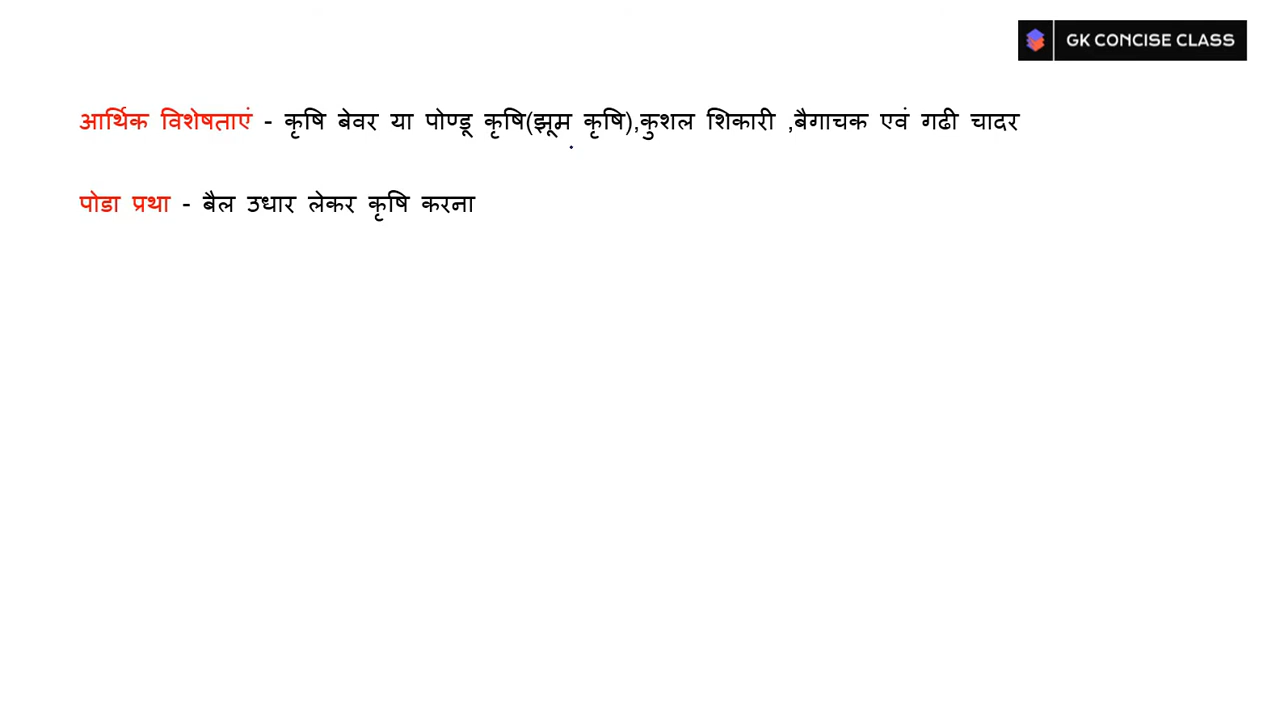 GK CONCISE CLASS
आर्थिक विशेषताएं - कृषि बेवर या पोण्डू कृषि(झूम कृषि),कुशल शिकारी ,बैगाचक एवं गढी चादर
पोडा प्रथा - बैल उधार लेकर कृषि करना